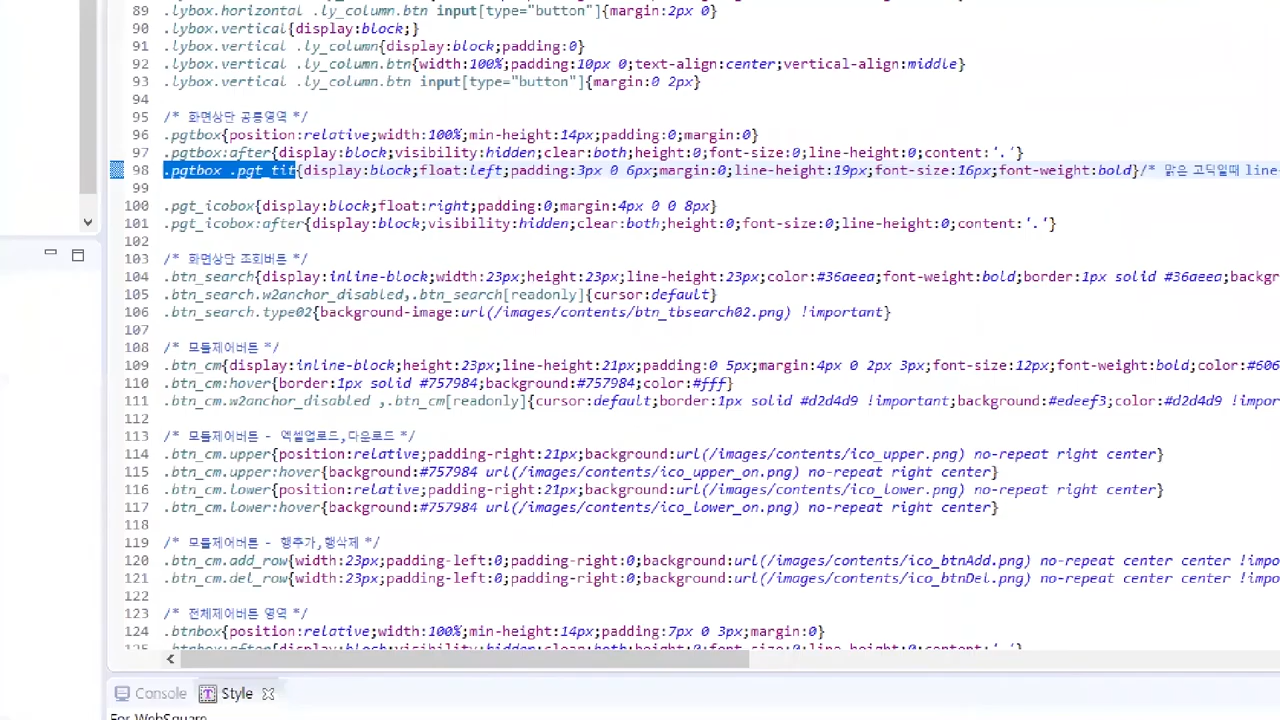 89 .lybox.horizontal .ly_column.btn input[type="button"]{margin:2px 0}
90 .lybox.vertical{display:block;}
91 .lybox.vertical .ly_column{display:block;padding:0}
92 .lybox.vertical .ly_column.btn{width:100%;padding:10px 0;text-align:center;vertical-align:middle}
93 .lybox.vertical .ly_column.btn input[type="button"]{margin:0 2px}
94
95 /* 화면상단 공통영역 */
96 .pgtbox{position:relative;width:100%;min-height:14px;padding:0;margin:0}
97 .pgtbox:after{display:block;visibility:hidden;clear:both;height:0;font-size:0;line-height:0;content:'.'}
98 .pgtbox .pgt_tit{display:block;float:left;padding:3px 0 6px;margin:0;line-height:19px;font-size:16px;font-weight:bold}/* 맑은 고딕일때 line-
99
100 .pgt_icobox{display:block;float:right;padding:0;margin:4px 0 0 8px}
101 .pgt_icobox:after{display:block;visibility:hidden;clear:both;height:0;font-size:0;line-height:0;content:'.'}
102
103 /* 화면상단 조회버튼 */
104 .btn_search{display:inline-block;width:23px;height:23px;line-height:23px;color:#36aeea;font-weight:bold;border:1px solid #36aeea;backgr
105 .btn_search.w2anchor_disabled,.btn_search[readonly]{cursor:default}
106 .btn_search.type02{background-image:url(/images/contents/btn_tbsearch02.png) !important}
107
108 /* 모듈제어버튼 */
109 .btn_cm{display:inline-block;height:23px;line-height:21px;padding:0 5px;margin:4px 0 2px 3px;font-size:12px;font-weight:bold;color:#606
110 .btn_cm:hover{border:1px solid #757984;background:#757984;color:#fff}
111 .btn_cm.w2anchor_disabled ,.btn_cm[readonly]{cursor:default;border:1px solid #d2d4d9 !important;background:#edeef3;color:#d2d4d9 !impor
112
113 /* 모듈제어버튼 - 엑셀업로드,다운로드 */
114 .btn_cm.upper{position:relative;padding-right:21px;background:url(/images/contents/ico_upper.png) no-repeat right center}
115 .btn_cm.upper:hover{background:#757984 url(/images/contents/ico_upper_on.png) no-repeat right center}
116 .btn_cm.lower{position:relative;padding-right:21px;background:url(/images/contents/ico_lower.png) no-repeat right center}
117 .btn_cm.lower:hover{background:#757984 url(/images/contents/ico_lower_on.png) no-repeat right center}
118
119 /* 모듈제어버튼 - 행추가,행삭제 */
120 .btn_cm.add_row{width:23px;padding-left:0;padding-right:0;background:url(/images/contents/ico_btnAdd.png) no-repeat center center !impo
121 .btn_cm.del_row{width:23px;padding-left:0;padding-right:0;background:url(/images/contents/ico_btnDel.png) no-repeat center center !impo
122
123 /* 전체제어버튼 영역 */
124 .btnbox{position:relative;width:100%;min-height:14px;padding:7px 0 3px;margin:0}
125 .btnbox:after{display:block;visibility:hidden;clear:both;height:0;font-size:0;line-height:0;content:'.'}
Console Style
For WebSquare